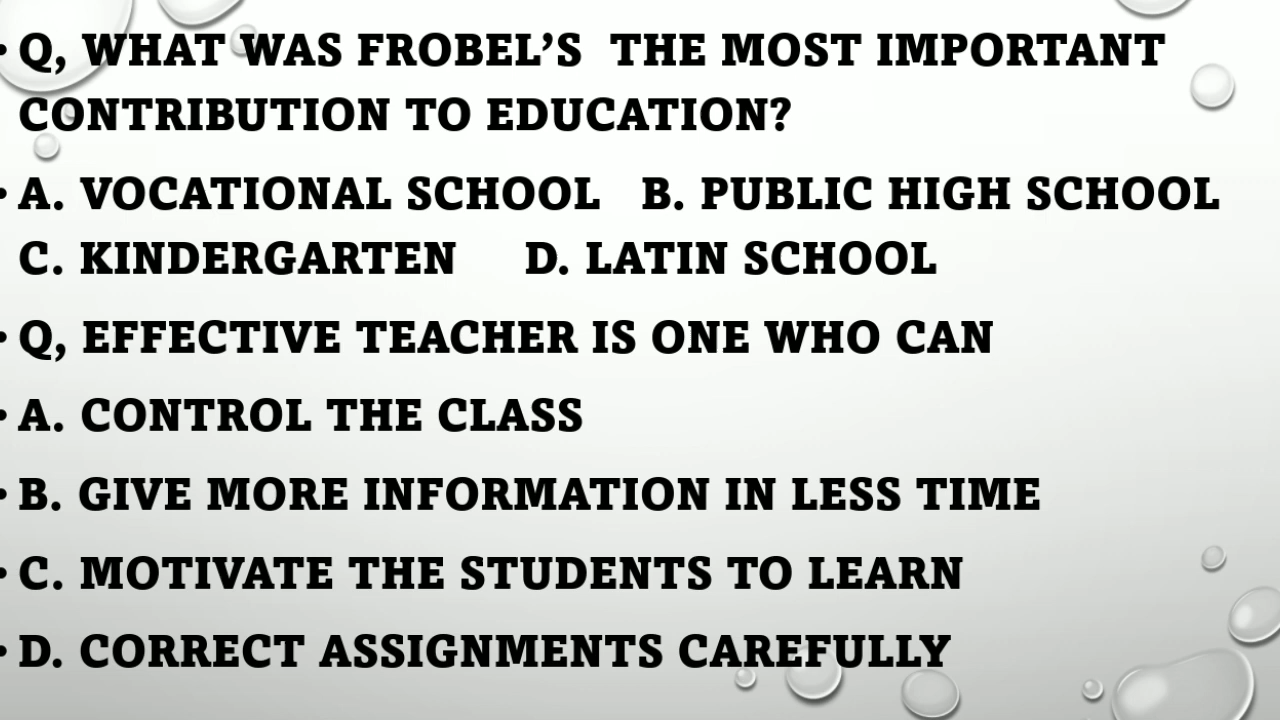 • Q, WHAT WAS FROBEL’S THE MOST IMPORTANT
CONTRIBUTION TO EDUCATION?
• A. VOCATIONAL SCHOOL B. PUBLIC HIGH SCHOOL
C. KINDERGARTEN D. LATIN SCHOOL
• Q, EFFECTIVE TEACHER IS ONE WHO CAN
• A. CONTROL THE CLASS
• B. GIVE MORE INFORMATION IN LESS TIME
• C. MOTIVATE THE STUDENTS TO LEARN
• D. CORRECT ASSIGNMENTS CAREFULLY